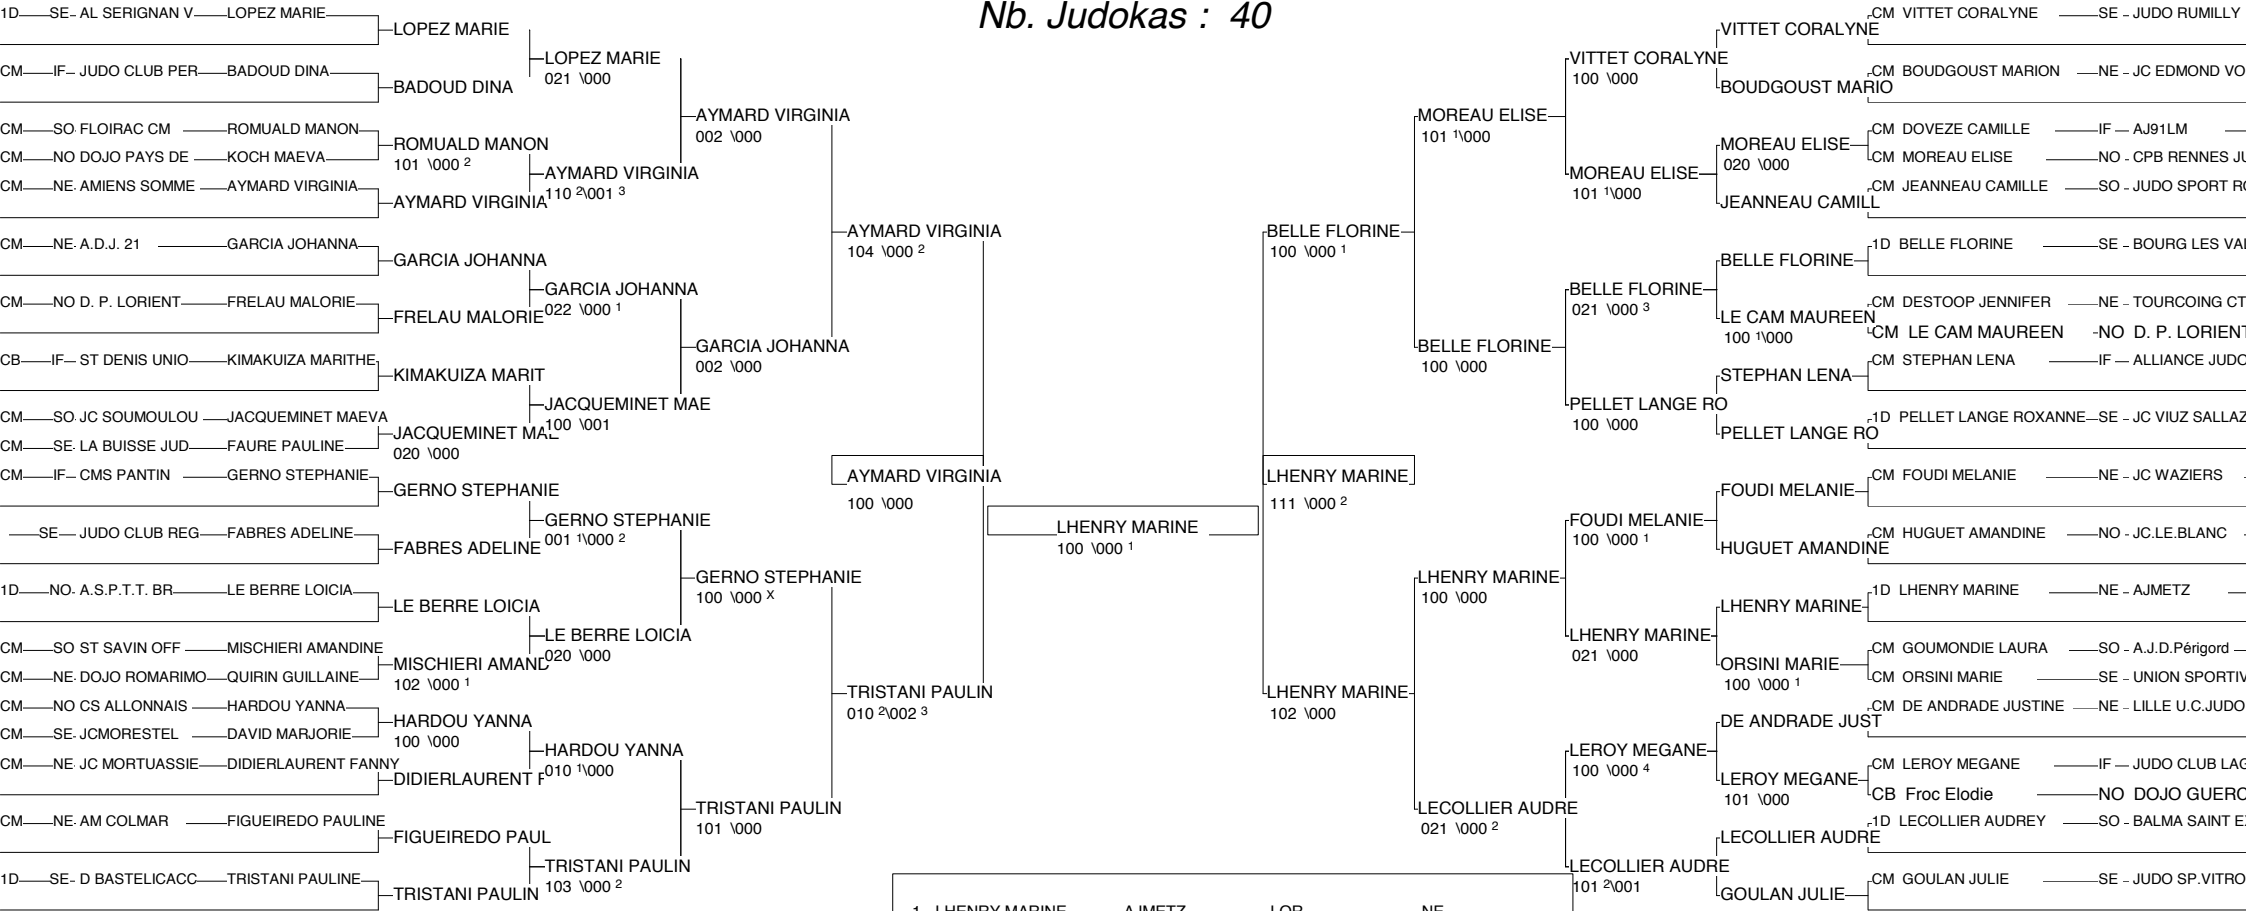 Nb. Judokas : 40
1D SE AL SERIGNAN V LOPEZ MARIE
CM IF JUDO CLUB PER BADOUD DINA
CM SO FLOIRAC CM ROMUALD MANON
CM NO DOJO PAYS DE KOCH MAEVA
CM NE AMIENS SOMME AYMARD VIRGINIA
CM NE A.D.J. 21 GARCIA JOHANNA
CM NO D. P. LORIENT FRELAU MALORIE
CB IF ST DENIS UNIO KIMAKUIZA MARITHE
CM SO JC SOUMOULOU JACQUEMINET MAEVA
CM SE LA BUISSE JUD FAURE PAULINE
CM IF CMS PANTIN GERNO STEPHANIE
SE JUDO CLUB REG FABRES ADELINE
1D NO A.S.P.T.T. BR LE BERRE LOICIA
CM SO ST SAVIN OFF MISCHIERI AMANDINE
CM NE DOJO ROMARIMO QUIRIN GUILLAINE
CM NO CS ALLONNAIS HARDOU YANNA
CM SE JCMORESTEL DAVID MARJORIE
CM NE JC MORTUASSIE DIDIERLAURENT FANNY
CM NE AM COLMAR FIGUEIREDO PAULINE
1D SE D BASTELICACC TRISTANI PAULINE
LOPEZ MARIE
BADOUD DINA
ROMUALD MANON
101 \000 2
AYMARD VIRGINIA
GARCIA JOHANNA
FRELAU MALORIE
KIMAKUIZA MARIT
JACQUEMINET MAE
020 \000
GERNO STEPHANIE
FABRES ADELINE
LE BERRE LOICIA
MISCHIERI AMAND
102 \000 1
HARDOU YANNA
100 \000
DIDIERLAURENT F
FIGUEIREDO PAUL
TRISTANI PAULIN
LOPEZ MARIE
021 \000
AYMARD VIRGINIA
110 2\001 3
GARCIA JOHANNA
022 \000 1
JACQUEMINET MAE
100 \001
GERNO STEPHANIE
001 1\000 2
LE BERRE LOICIA
020 \000
HARDOU YANNA
010 1\000
TRISTANI PAULIN
103 \000 2
AYMARD VIRGINIA
002 \000
GARCIA JOHANNA
002 \000
GERNO STEPHANIE
100 \000 X
TRISTANI PAULIN
101 \000
AYMARD VIRGINIA
104 \000 2
TRISTANI PAULIN
010 2\002 3
AYMARD VIRGINIA
100 \000
LHENRY MARINE
100 \000 1
LHENRY MARINE
111 \000 2
BELLE FLORINE
100 \000 1
LHENRY MARINE
102 \000
MOREAU ELISE
101 1\000
BELLE FLORINE
100 \000
LHENRY MARINE
100 \000
LECOLLIER AUDRE
021 \000 2
VITTET CORALYNE
100 \000
MOREAU ELISE
101 1\000
BELLE FLORINE
021 \000 3
PELLET LANGE RO
100 \000
FOUDI MELANIE
100 \000 1
LHENRY MARINE
021 \000
LEROY MEGANE
100 \000 4
LECOLLIER AUDRE
101 2\001
VITTET CORALYNE
BOUDGOUST MARIO
MOREAU ELISE
020 \000
JEANNEAU CAMILL
BELLE FLORINE
LE CAM MAUREEN
100 1\000
STEPHAN LENA
PELLET LANGE RO
FOUDI MELANIE
HUGUET AMANDINE
LHENRY MARINE
ORSINI MARIE
100 \000 1
DE ANDRADE JUST
LEROY MEGANE
101 \000
LECOLLIER AUDRE
GOULAN JULIE
CM VITTET CORALYNE SE - JUDO RUMILLY
CM BOUDGOUST MARION NE - JC EDMOND VO
CM DOVEZE CAMILLE IF - AJ91LM
CM MOREAU ELISE NO - CPB RENNES JU
CM JEANNEAU CAMILLE SO - JUDO SPORT RO
1D BELLE FLORINE SE - BOURG LES VAL
CM DESTOOP JENNIFER NE - TOURCOING CT
CM LE CAM MAUREEN -NO D. P. LORIENT
CM STEPHAN LENA IF - ALLIANCE JUDO
1D PELLET LANGE ROXANNE SE - JC VIUZ SALLAZ
CM FOUDI MELANIE NE - JC WAZIERS
CM HUGUET AMANDINE NO - JC.LE.BLANC
1D LHENRY MARINE NE - AJMETZ
CM GOUMONDIE LAURA SO - A.J.D.Périgord
CM ORSINI MARIE SE - UNION SPORTIV
CM DE ANDRADE JUSTINE NE - LILLE U.C.JUDO
CM LEROY MEGANE IF - JUDO CLUB LAG
CB Froc Elodie NO DOJO GUERC
1D LECOLLIER AUDREY SO - BALMA SAINT E
CM GOULAN JULIE SE - JUDO SP.VITRO
1 LHENRY MARINE AJMETZ LOR NE